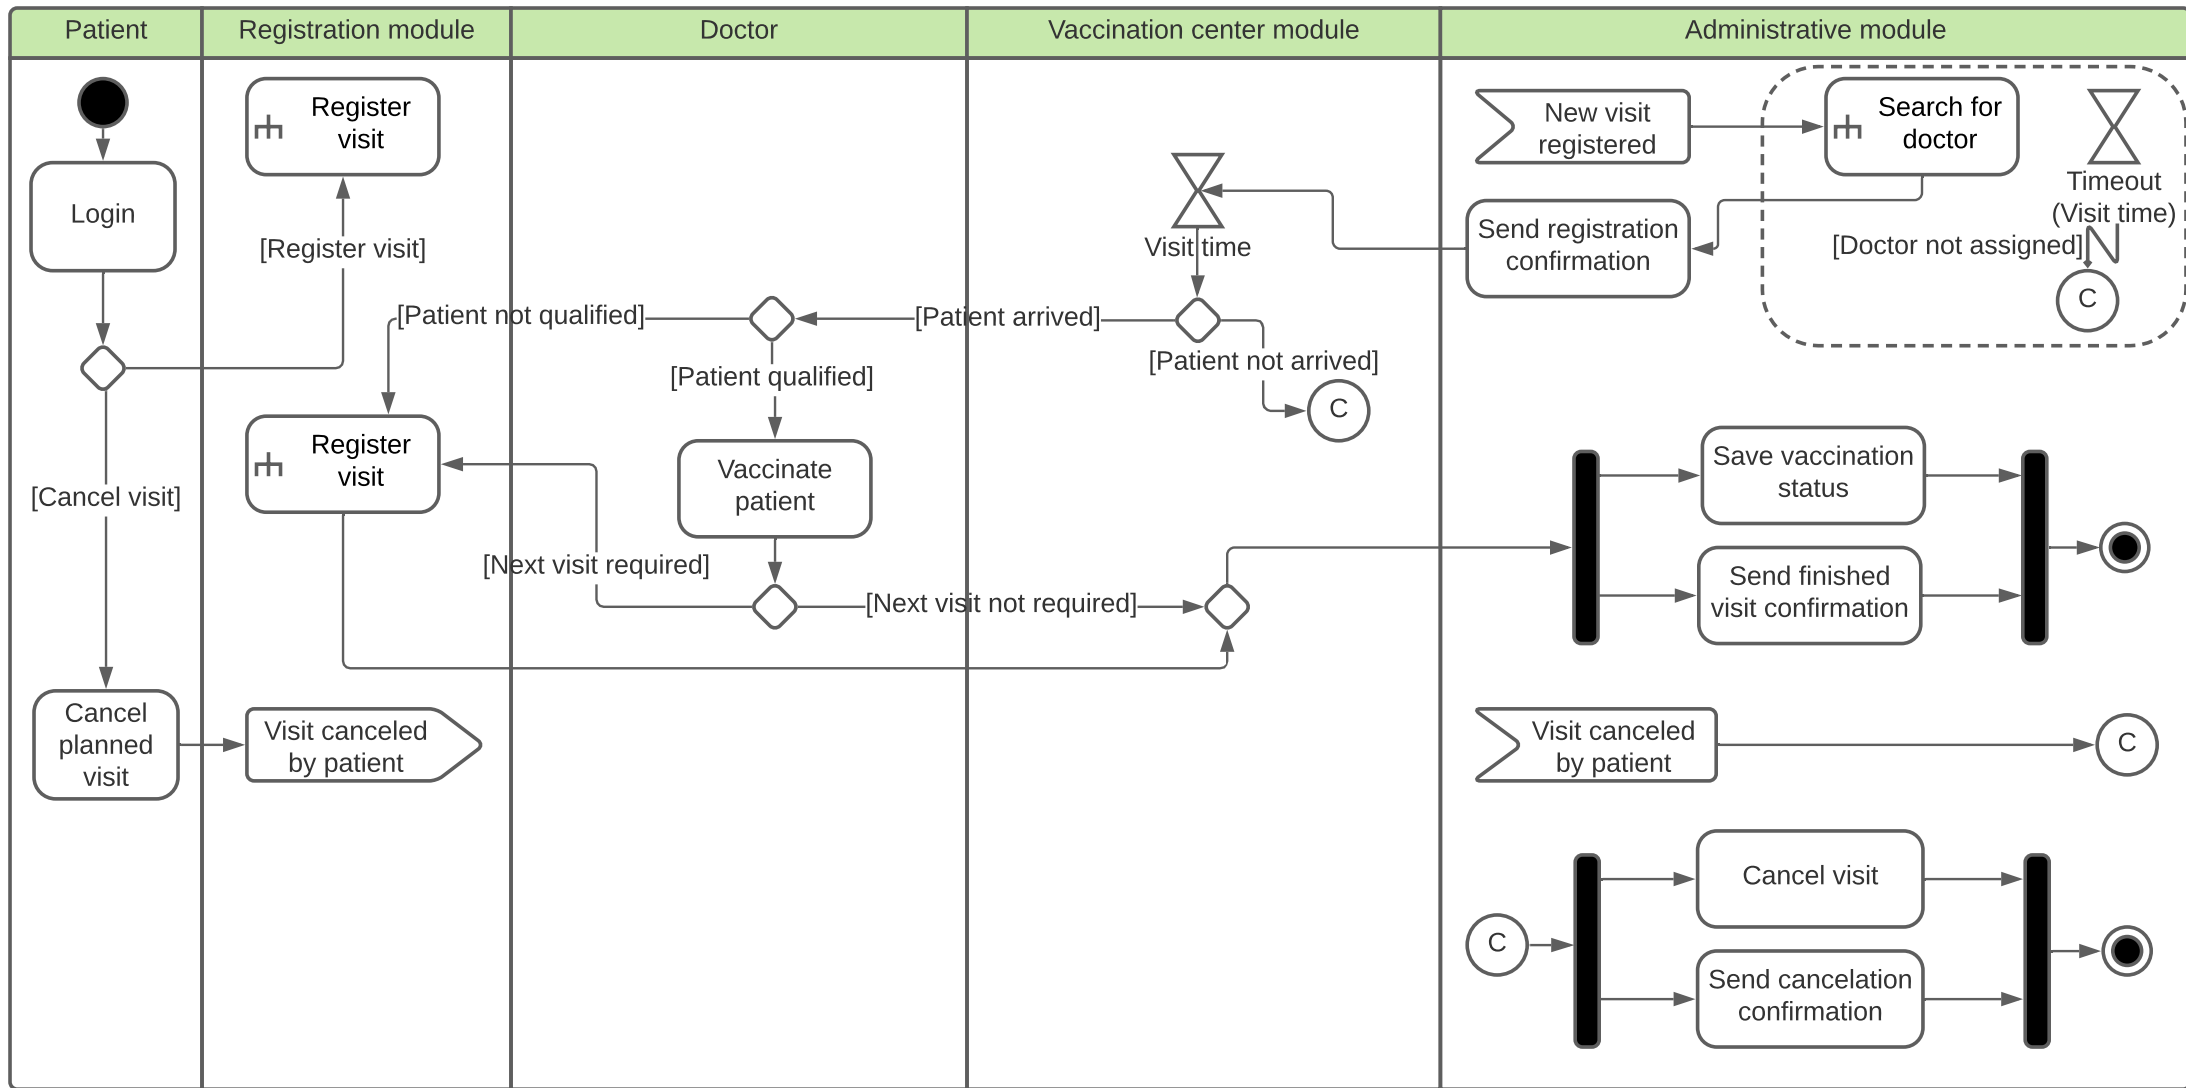 Patient
Registration module
Doctor
Vaccination center module
Administrative module
Register
visit
New visit
registered
Search for
doctor
Login
Timeout
(Visit time)
[Register visit]
Visit time
Send registration
confirmation
[Doctor not assigned]
C
[Patient not qualified]
[Patient arrived]
[Patient not arrived]
[Patient qualified]
C
Register
visit
Vaccinate
patient
Save vaccination
status
[Cancel visit]
[Next visit required]
[Next visit not required]
Send finished
visit confirmation
Cancel
planned
visit
Visit canceled
by patient
Visit canceled
by patient
C
Cancel visit
C
Send cancelation
confirmation